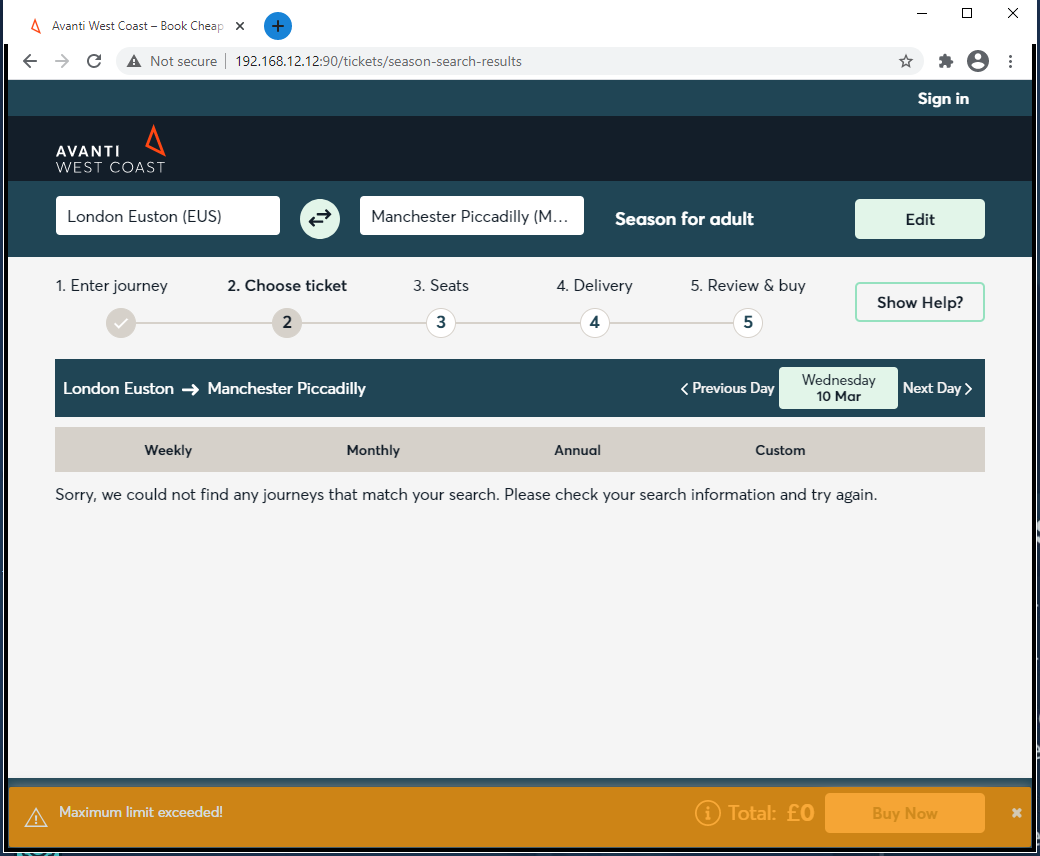 Avanti West Coast – Book Cheap
Not secure
192.168.12.12:90/tickets/season-search-results
Sign in
AVANTI
WEST COAST
London Euston (EUS)
Manchester Piccadilly (M...
Season for adult
Edit
1. Enter journey
2. Choose ticket
3. Seats
4. Delivery
5. Review & buy
2
3
4
5
Show Help?
London Euston → Manchester Piccadilly
Previous Day
Wednesday
10 Mar
Next Day
Weekly
Monthly
Annual
Custom
Sorry, we could not find any journeys that match your search. Please check your search information and try again.
Maximum limit exceeded!
Total: £0
Buy Now